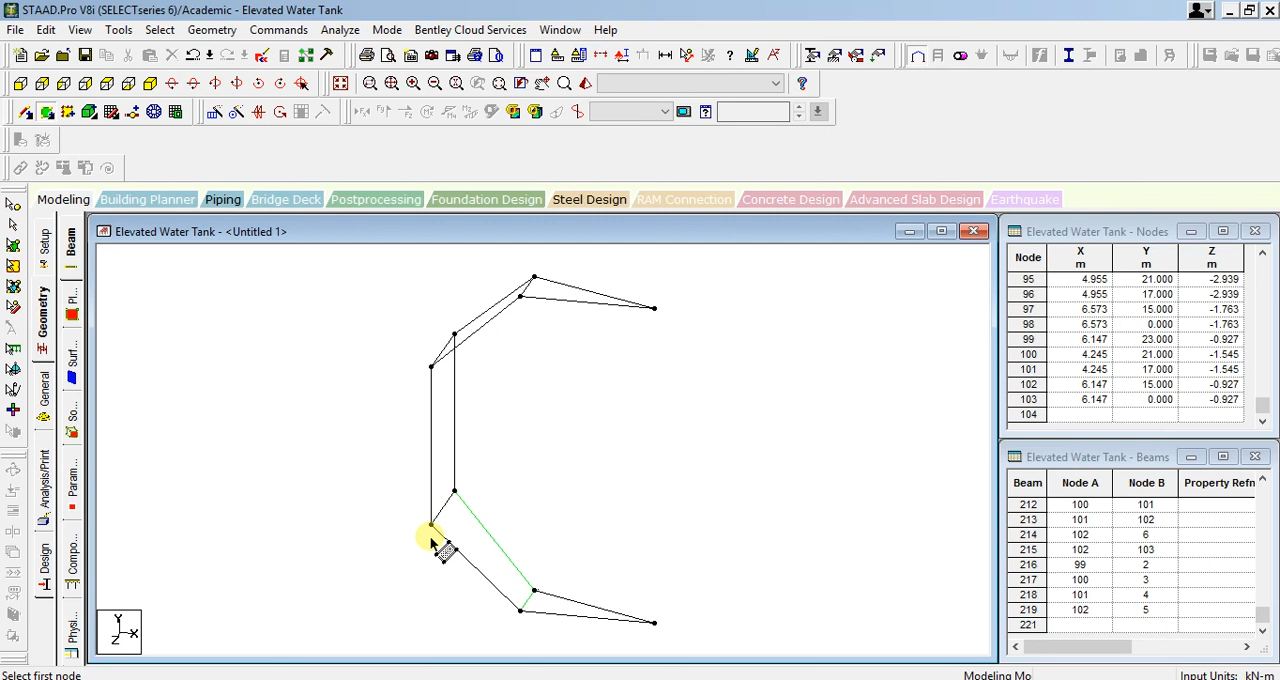 STAAD.Pro V8i (SELECTseries 6)/Academic - Elevated Water Tank
File Edit View Tools Select Geometry Commands Analyze Mode Bentley Cloud Services Window Help
Modeling Building Planner Piping Bridge Deck Postprocessing Foundation Design Steel Design RAM Connection Concrete Design Advanced Slab Design Earthquake
Setup
Geometry
General
Analysis/Print
Design
Beam
Pl...
Surf...
So...
Param...
Compo...
Physi...
Elevated Water Tank - <Untitled 1>
Y
Z X
Elevated Water Tank - Nodes
Node X m Y m Z m
95 4.955 21.000 -2.939
96 4.955 17.000 -2.939
97 6.573 15.000 -1.763
98 6.573 0.000 -1.763
99 6.147 23.000 -0.927
100 4.245 21.000 -1.545
101 4.245 17.000 -1.545
102 6.147 15.000 -0.927
103 6.147 0.000 -0.927
104
Elevated Water Tank - Beams
Beam Node A Node B Property Refn
212 100 101
213 101 102
214 102 6
215 102 103
216 99 2
217 100 3
218 101 4
219 102 5
221
Select first node Modeling Mo Input Units: kN-m